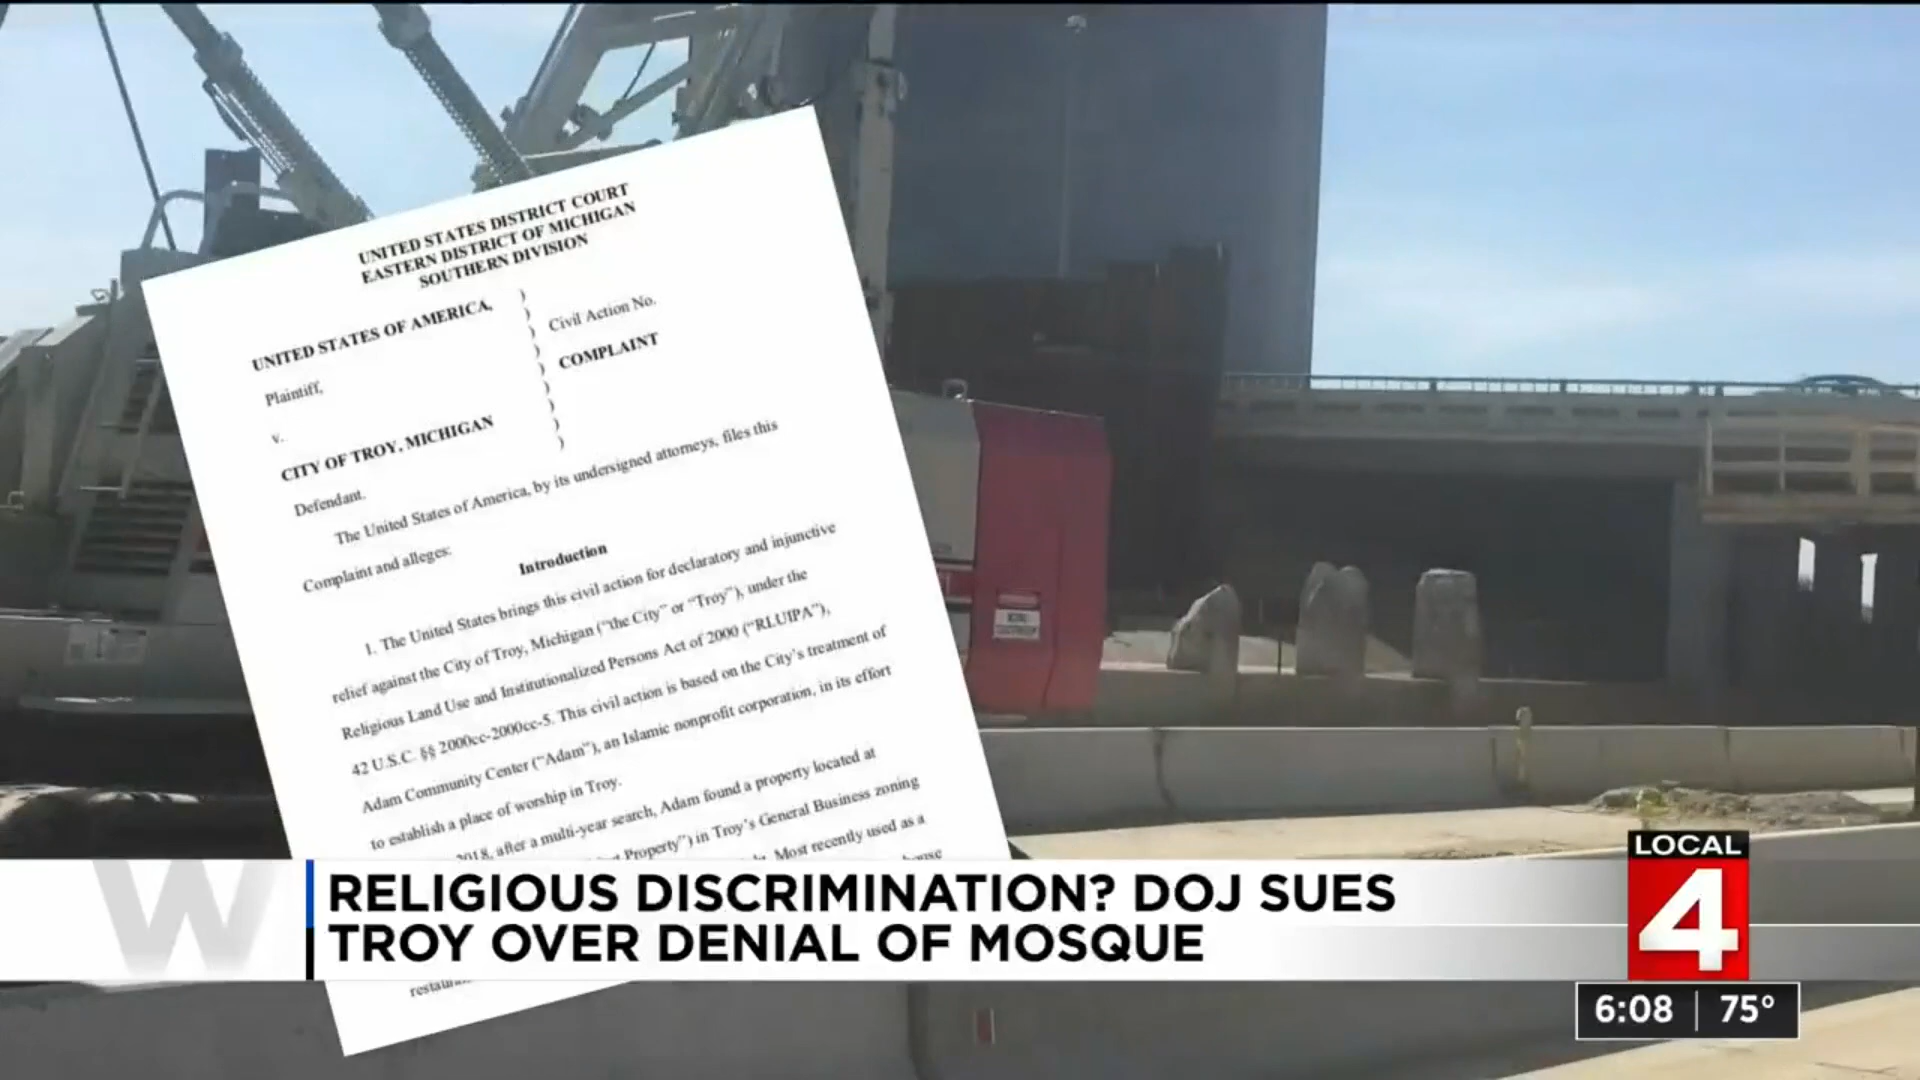 UNITED STATES DISTRICT COURT
EASTERN DISTRICT OF MICHIGAN
SOUTHERN DIVISION
UNITED STATES OF AMERICA,
Plaintiff,
v.
CITY OF TROY, MICHIGAN
Defendant.
)
)
)
)
)
)
)
)
)
Civil Action No.
COMPLAINT
The United States of America, by its undersigned attorneys, files this
Complaint and alleges:
Introduction
1. The United States brings this civil action for declaratory and injunctive
relief against the City of Troy, Michigan ("the City" or "Troy"), under the
Religious Land Use and Institutionalized Persons Act of 2000 ("RLUIPA"),
42 U.S.C. §§ 2000cc-2000cc-5. This civil action is based on the City's treatment of
Adam Community Center ("Adam"), an Islamic nonprofit corporation, in its effort
to establish a place of worship in Troy.
2018, after a multi-year search, Adam found a property located at
Property") in Troy's General Business zoning
Most recently used as a
RELIGIOUS DISCRIMINATION? DOJ SUES
TROY OVER DENIAL OF MOSQUE
W
LOCAL
4
6:08 75°